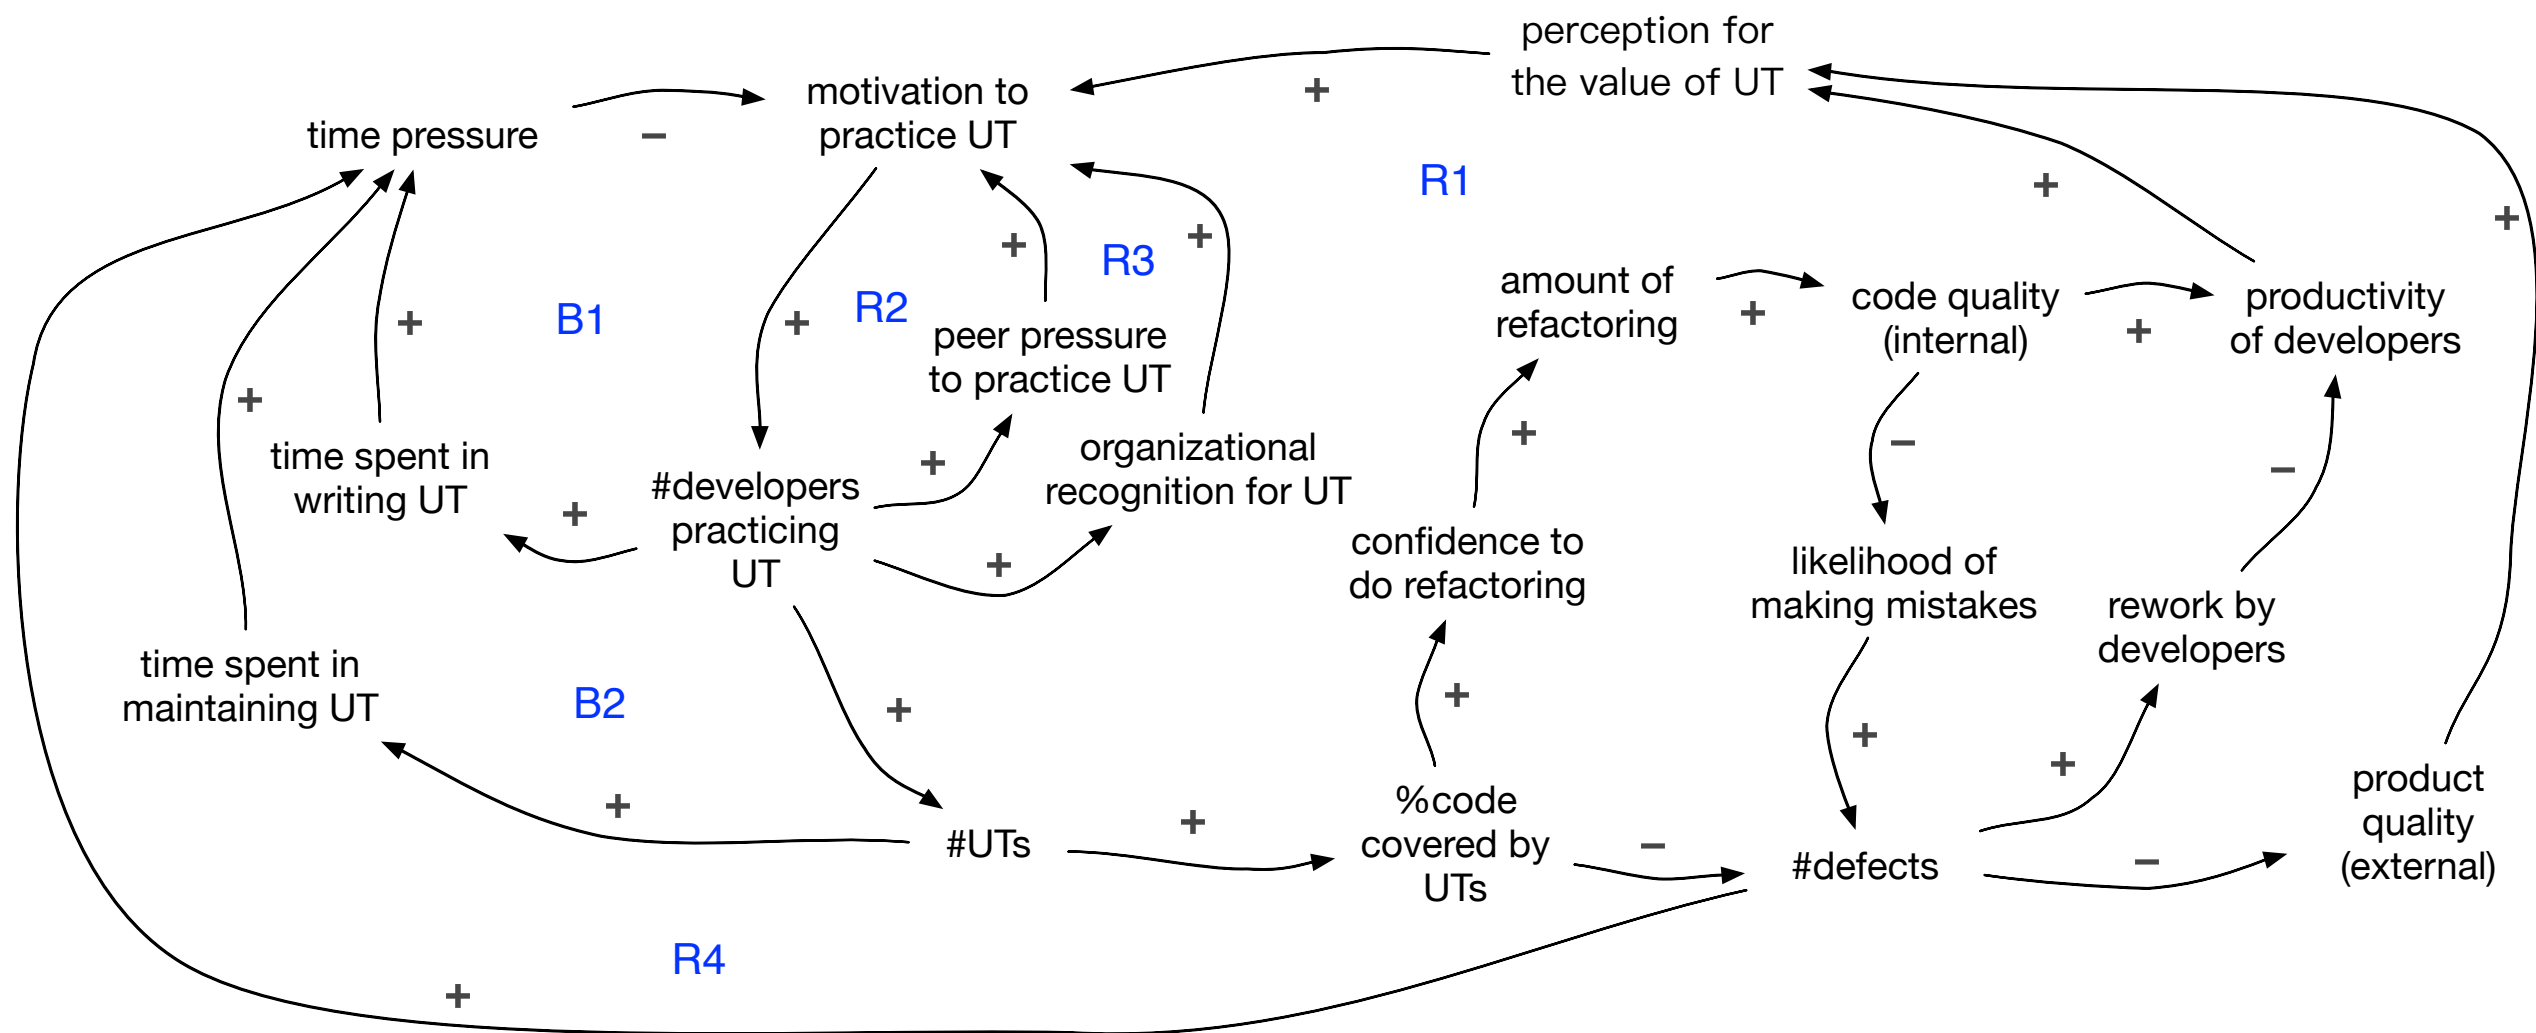 perception for
the value of UT
motivation to
practice UT
time pressure
−
+
R1
+
+
+
R3
+
amount of
refactoring
code quality
(internal)
productivity
of developers
B1
+
+
R2
peer pressure
to practice UT
+
+
+
+
−
−
time spent in
writing UT
+
#developers
practicing
UT
+
organizational
recognition for UT
+
confidence to
do refactoring
likelihood of
making mistakes
rework by
developers
time spent in
maintaining UT
B2
+
+
+
+
+
+
#UTs
%code
covered by
UTs
−
#defects
−
product
quality
(external)
R4
+